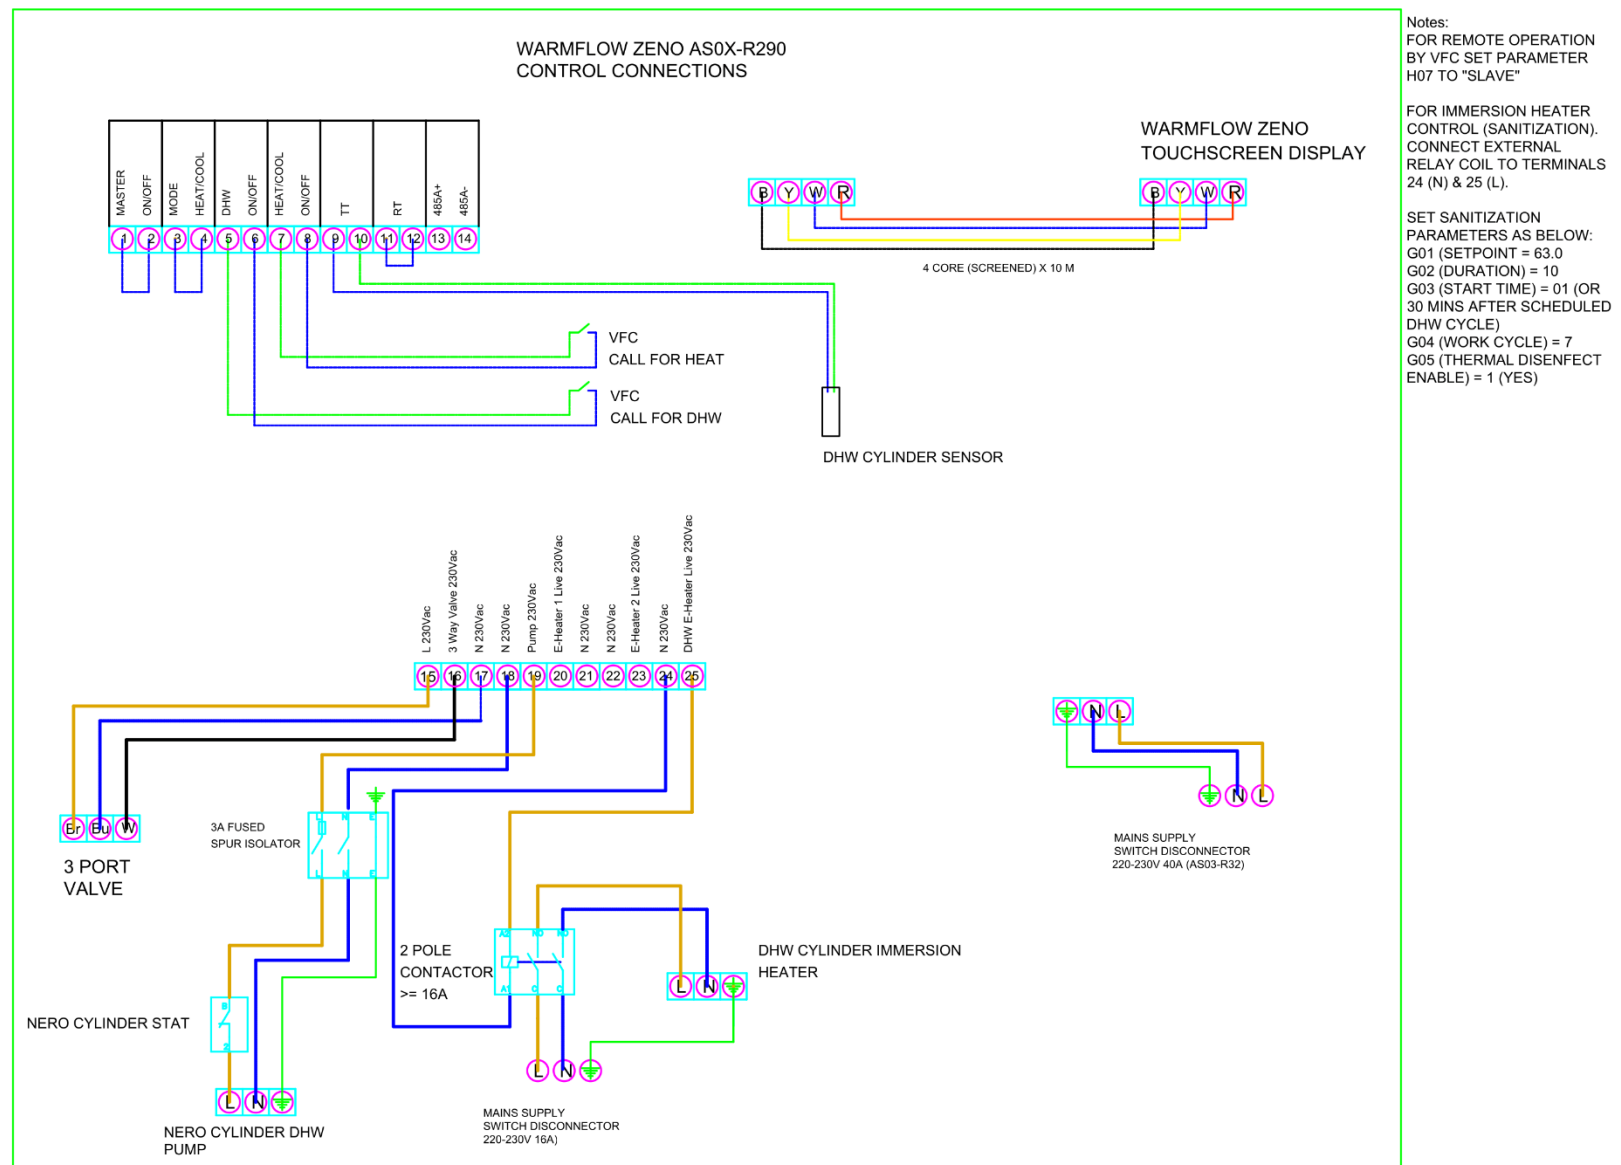 WARMFLOW ZENO AS0X-R290
CONTROL CONNECTIONS
Notes:
FOR REMOTE OPERATION
BY VFC SET PARAMETER
H07 TO "SLAVE"
FOR IMMERSION HEATER
CONTROL (SANITIZATION).
CONNECT EXTERNAL
RELAY COIL TO TERMINALS
24 (N) & 25 (L).
SET SANITIZATION
PARAMETERS AS BELOW:
G01 (SETPOINT = 63.0
G02 (DURATION) = 10
G03 (START TIME) = 01 (OR
30 MINS AFTER SCHEDULED
DHW CYCLE)
G04 (WORK CYCLE) = 7
G05 (THERMAL DISENFECT
ENABLE) = 1 (YES)
MASTER
ON/OFF
MODE
HEAT/COOL
DHW
ON/OFF
HEAT/COOL
ON/OFF
TT
RT
485A+
485A-
1 2 3 4 5 6 7 8 9 10 11 12 13 14
WARMFLOW ZENO
TOUCHSCREEN DISPLAY
B Y W R
B Y W R
4 CORE (SCREENED) X 10 M
VFC
CALL FOR HEAT
VFC
CALL FOR DHW
DHW CYLINDER SENSOR
L 230Vac
3 Way Valve 230Vac
N 230Vac
N 230Vac
Pump 230Vac
E-Heater 1 Live 230Vac
N 230Vac
N 230Vac
E-Heater 2 Live 230Vac
N 230Vac
DHW E-Heater Live 230Vac
15 16 17 18 19 20 21 22 23 24 25
N L
N L
MAINS SUPPLY
SWITCH DISCONNECTOR
220-230V 40A (AS03-R32)
Br Bu W
3 PORT
VALVE
3A FUSED
SPUR ISOLATOR
L N E
L N E
2 POLE
CONTACTOR
>= 16A
A2 NO NO
A1 C C
DHW CYLINDER IMMERSION
HEATER
L N
NERO CYLINDER STAT
2
L N
NERO CYLINDER DHW
PUMP
L N
MAINS SUPPLY
SWITCH DISCONNECTOR
220-230V 16A)